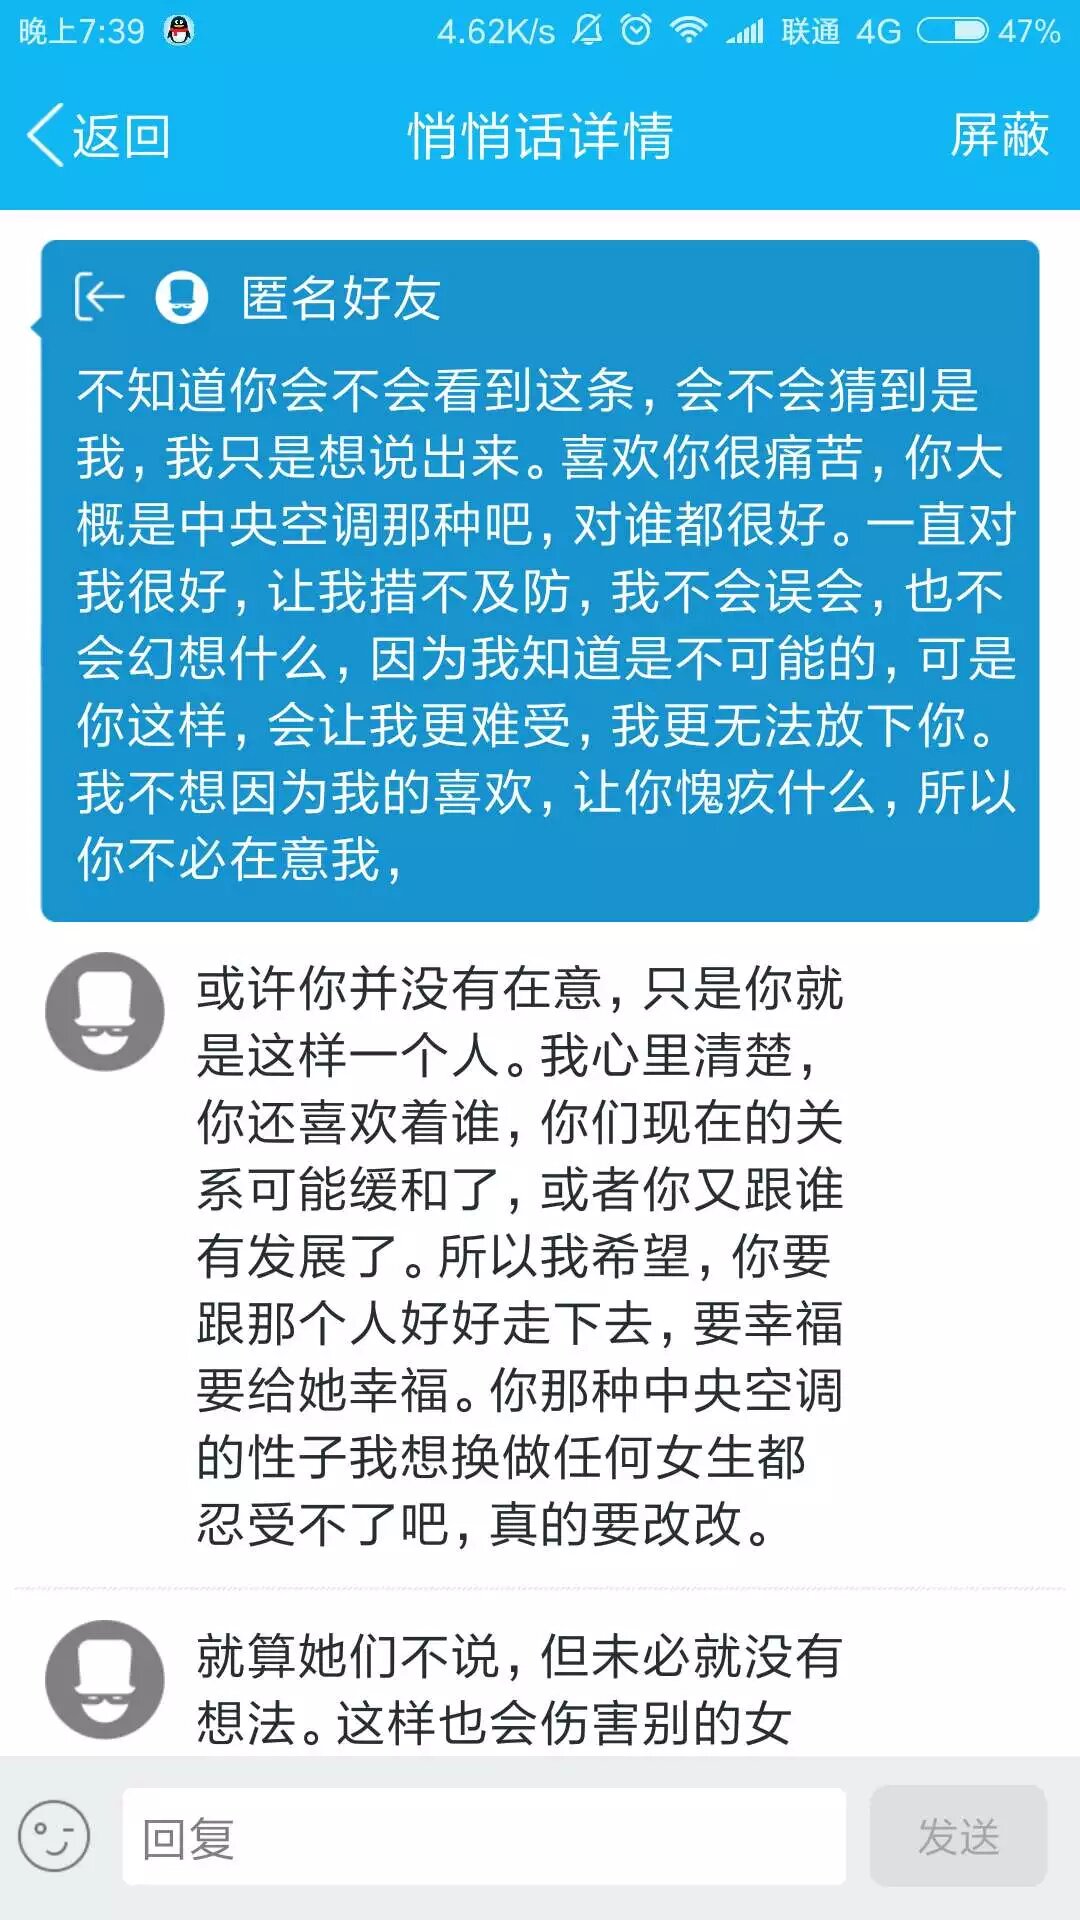 晚上7:39 4.62K/s 联通 4G 47%
返回 悄悄话详情 屏蔽
匿名好友
不知道你会不会看到这条，会不会猜到是
我，我只是想说出来。喜欢你很痛苦，你大
概是中央空调那种吧，对谁都很好。一直对
我很好，让我措不及防，我不会误会，也不
会幻想什么，因为我知道是不可能的，可是
你这样，会让我更难受，我更无法放下你。
我不想因为我的喜欢，让你愧疚什么，所以
你不必在意我，
或许你并没有在意，只是你就
是这样一个人。我心里清楚，
你还喜欢着谁，你们现在的关
系可能缓和了，或者你又跟谁
有发展了。所以我希望，你要
跟那个人好好走下去，要幸福
要给她幸福。你那种中央空调
的性子我想换做任何女生都
忍受不了吧，真的要改改。
就算她们不说，但未必就没有
想法。这样也会伤害别的女
回复 发送